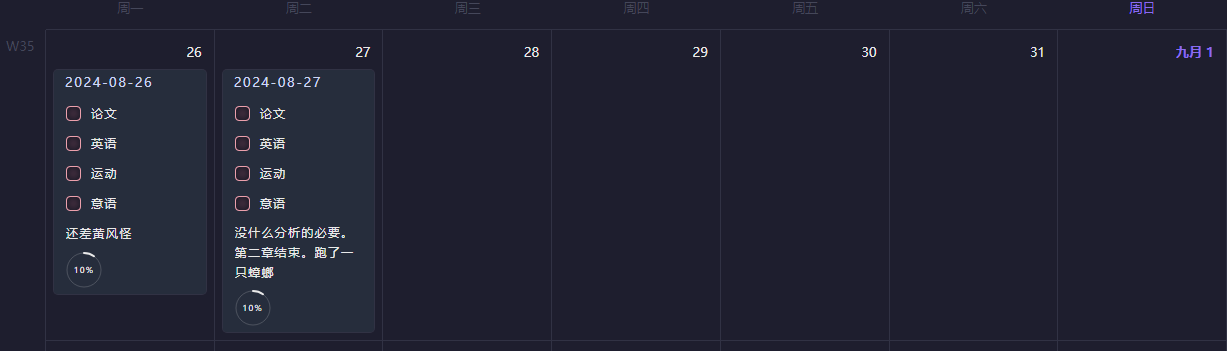 周一 周二 周三 周四 周五 周六 周日
W35
26 27 28 29 30 31 九月 1
2024-08-26
论文
英语
运动
意语
还差黄风怪
10%
2024-08-27
论文
英语
运动
意语
没什么分析的必要。
第二章结束。跑了一
只蟑螂
10%